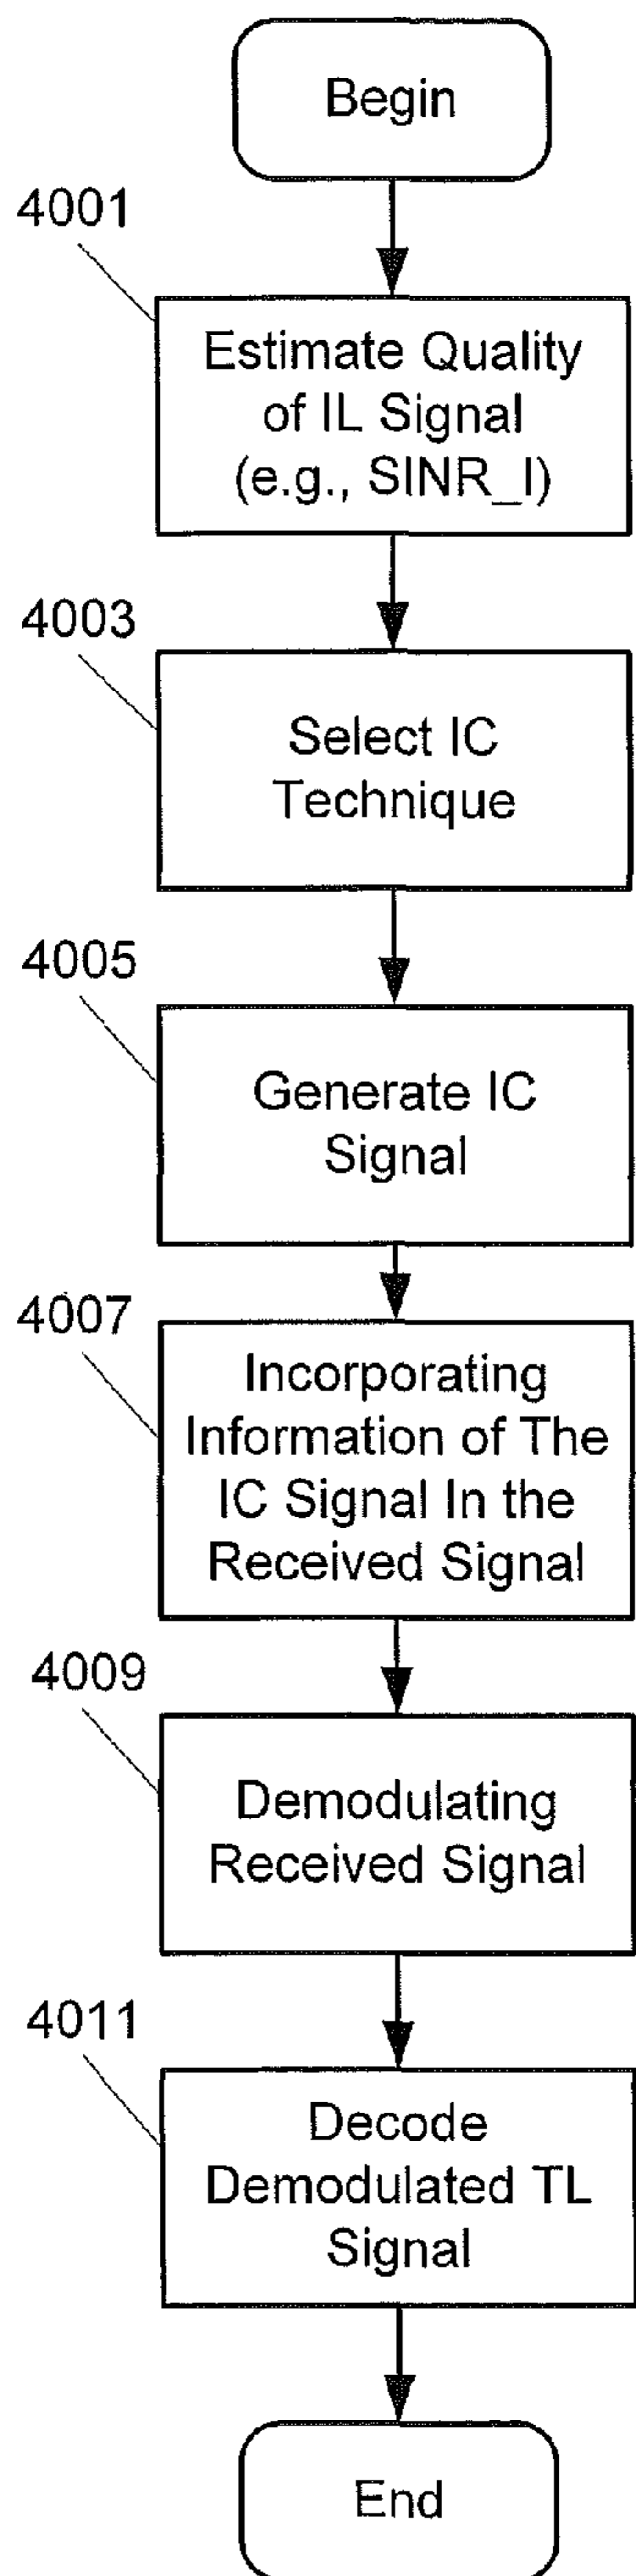 Begin
4001
Estimate Quality
of IL Signal
(e.g., SINR_I)
4003
Select IC
Technique
4005
Generate IC
Signal
4007
Incorporating
Information of The
IC Signal In the
Received Signal
4009
Demodulating
Received Signal
4011
Decode
Demodulated TL
Signal
End